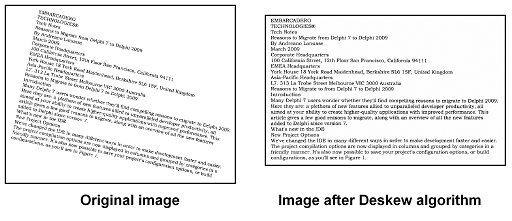 EMBARCADERO
TECHNOLOGIES®
Tech Notes
Reasons to Migrate from Delphi 7 to Delphi 2009
By Andreano Lanusse
March 2009
Corporate Headquarters
100 California Street, 12th Floor San Francisco, California 94111
EMEA Headquarters
York House 18 York Road Maidenhead, Berkshire SL6 1SF, United Kingdom
Asia-Pacific Headquarters
L7. 313 La Trobe Street Melbourne VIC 3000 Australia
Reasons to Migrate from Delphi 7 to Delphi 2009
Introduction
Many Delphi 7 users wonder whether they'll find compelling reasons to migrate to Delphi 2009.
Here they are: a plethora of new features allied to unparalleled developer productivity, all
aimed at your ability to create higher-quality applications with improved performance. This
article gives a few good reasons to migrate, along with an overview of all the new features
added to Delphi since version 7.
What's new in the IDE
New Project Options
We've changed the IDE in many different ways in order to make development faster and easier.
The project compilation options are now displayed in columns and grouped by categories in a
friendly manner. It's also now possible to save your project's configuration options, or build
configurations, as you'll see in Figure 1.
Original image
EMBARCADERO
TECHNOLOGIES®
Tech Notes
Reasons to Migrate from Delphi 7 to Delphi 2009
By Andreano Lanusse
March 2009
Corporate Headquarters
100 California Street, 12th Floor San Francisco, California 94111
EMEA Headquarters
York House 18 York Road Maidenhead, Berkshire SL6 1SF, United Kingdom
Asia-Pacific Headquarters
L7. 313 La Trobe Street Melbourne VIC 3000 Australia
Reasons to Migrate from Delphi 7 to Delphi 2009
Introduction
Many Delphi 7 users wonder whether they'll find compelling reasons to migrate to Delphi 2009.
Here they are: a plethora of new features allied to unparalleled developer productivity, all
aimed at your ability to create higher-quality applications with improved performance. This
article gives a few good reasons to migrate, along with an overview of all the new features
added to Delphi since version 7.
What's new in the IDE
New Project Options
We've changed the IDE in many different ways in order to make development faster and easier.
The project compilation options are now displayed in columns and grouped by categories in a
friendly manner. It's also now possible to save your project's configuration options, or build
configurations, as you'll see in Figure 1.
Image after Deskew algorithm